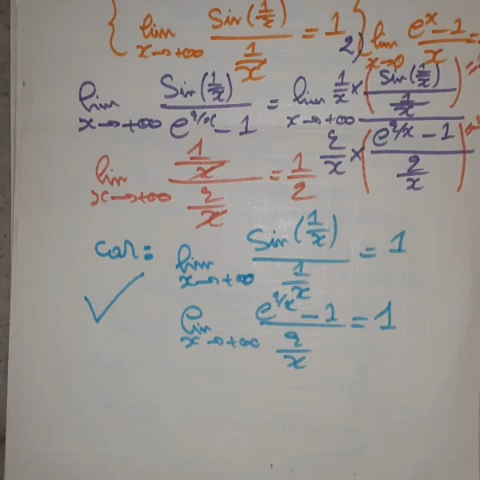 { lim x→+∞ sin(1/x) / (1/x) = 1 } 2) lim x→0 (e^x - 1) / x =
lim x→+∞ sin(1/x) / (e^{2/x} - 1) = lim x→+∞ (1/x × (sin(1/x) / (1/x))) / (2/x × ((e^{2/x} - 1) / (2/x)))
lim x→+∞ (1/x) / (2/x) = 1/2
car: lim x→+∞ sin(1/x) / (1/x) = 1
✓ lim x→+∞ (e^{2/x} - 1) / (2/x) = 1